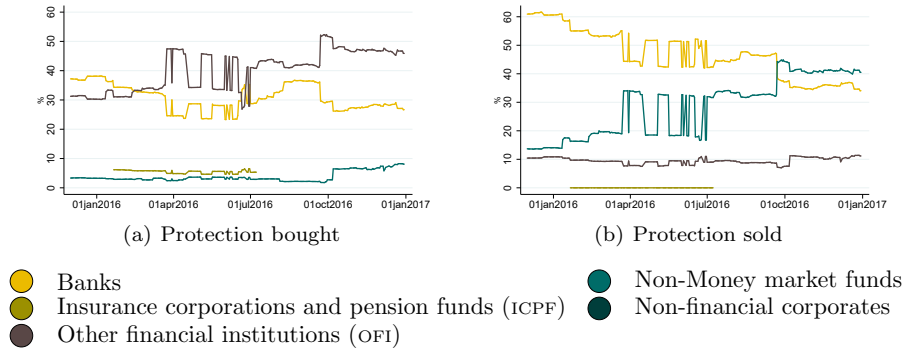 60
50
40
%
30
20
10
0
01jan2016 01apr2016 01jul2016 01oct2016 01jan2017
(a) Protection bought
60
50
40
%
30
20
10
0
01jan2016 01apr2016 01jul2016 01oct2016 01jan2017
(b) Protection sold
Banks
Insurance corporations and pension funds (ICPF)
Other financial institutions (OFI)
Non-Money market funds
Non-financial corporates